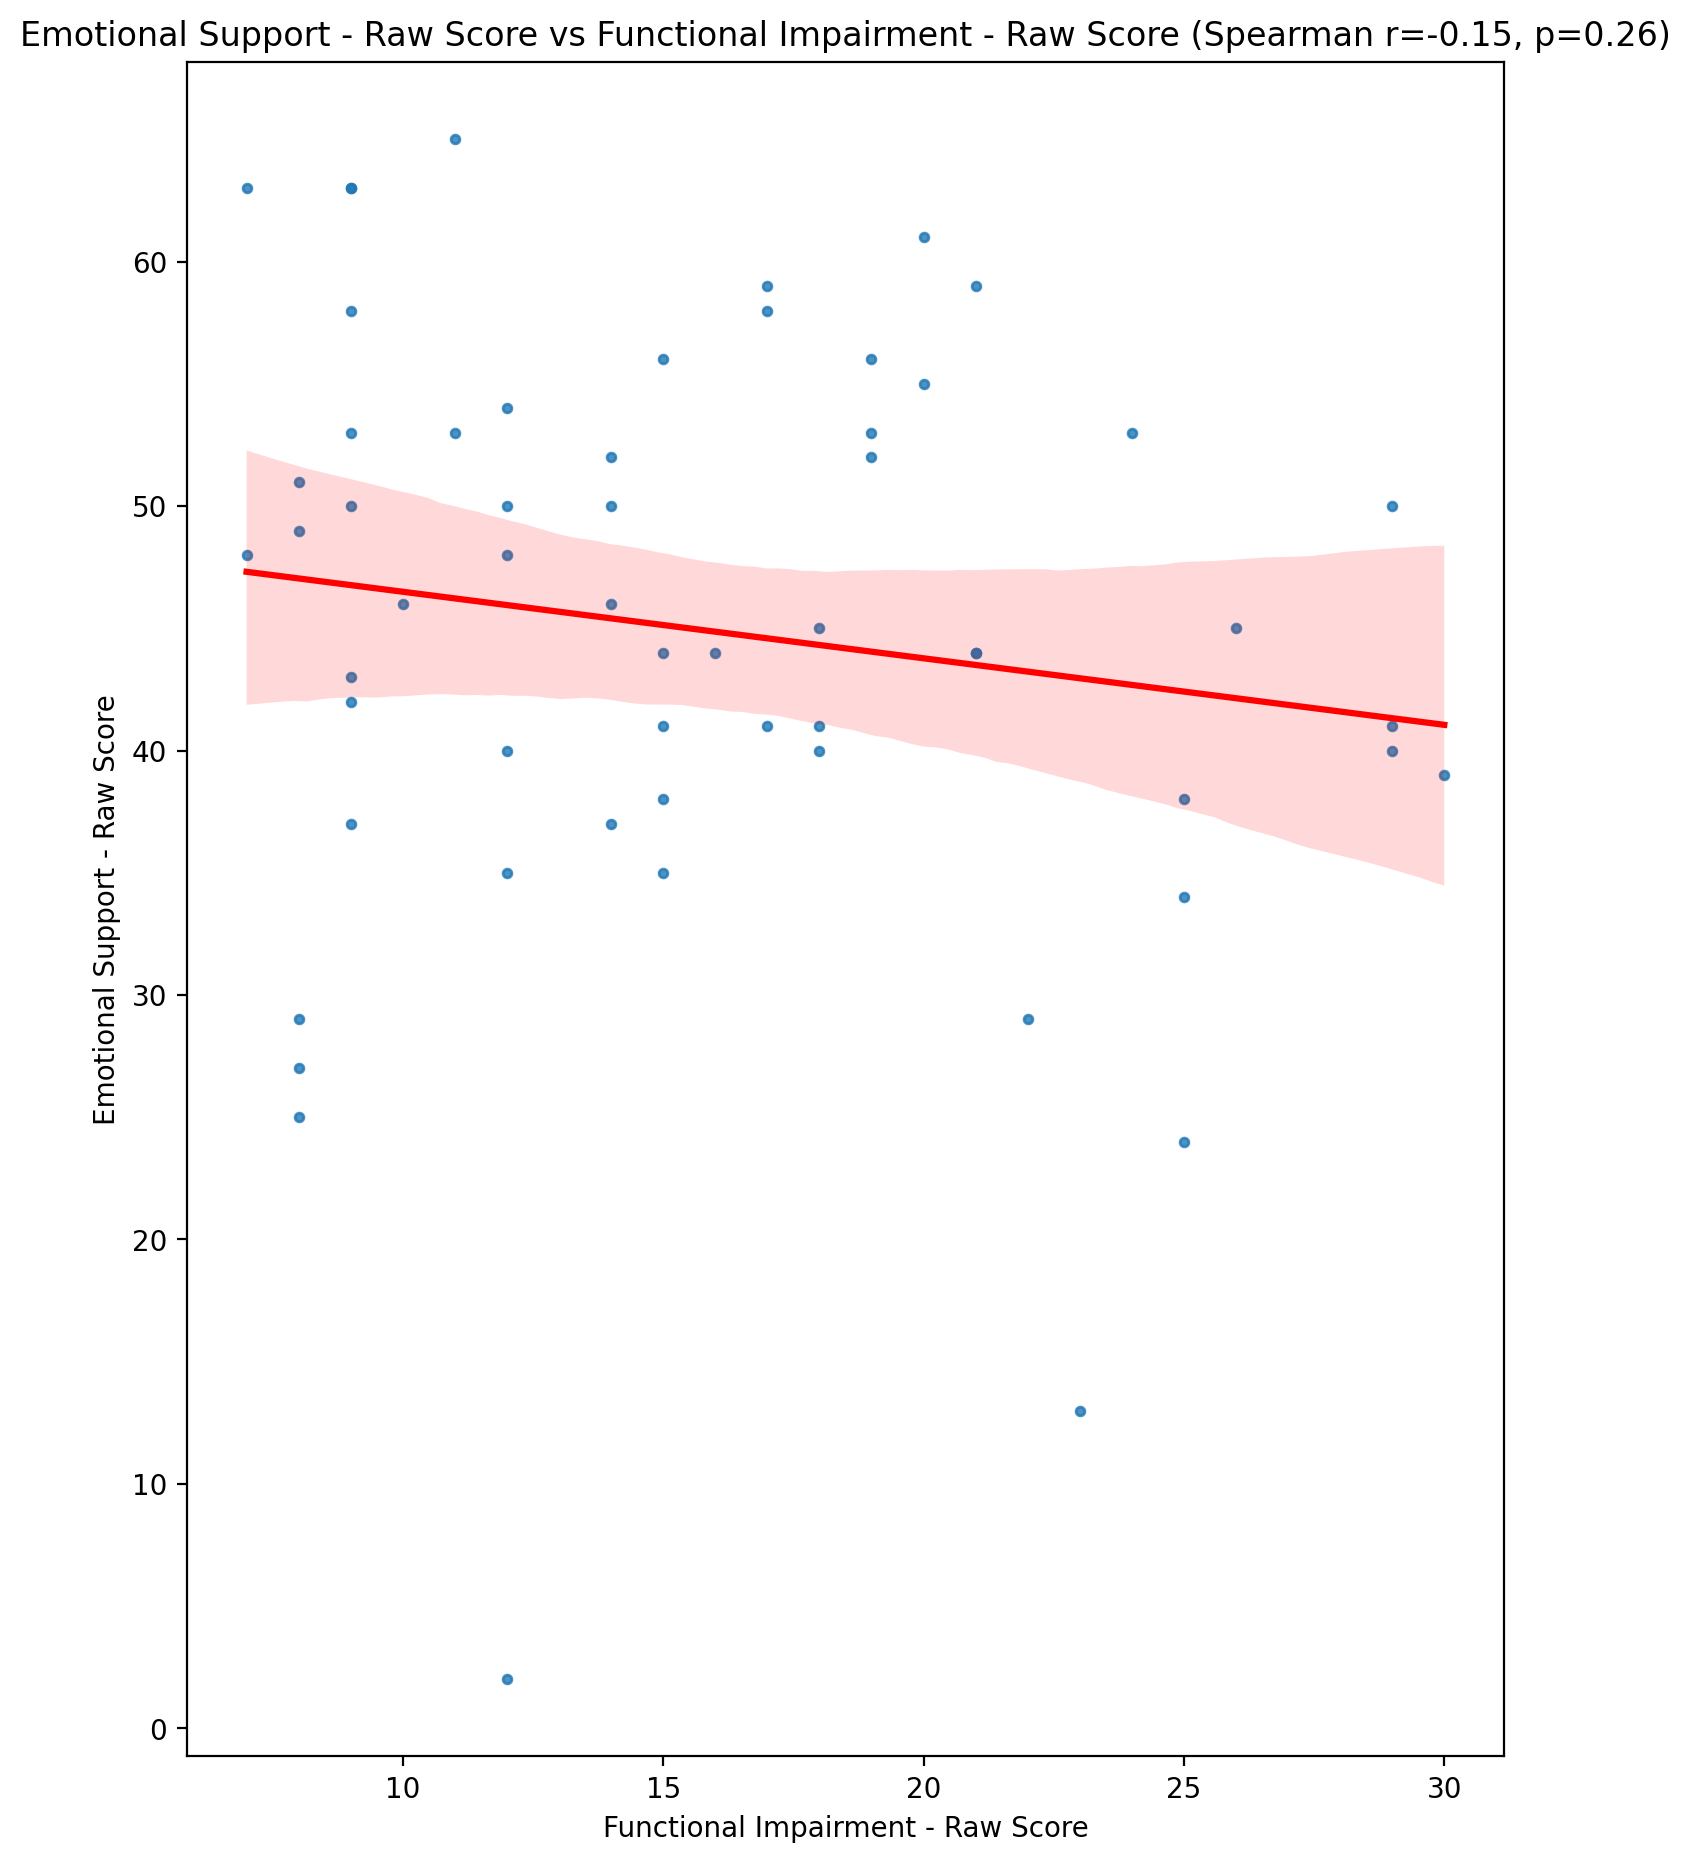 Emotional Support - Raw Score vs Functional Impairment - Raw Score (Spearman r=-0.15, p=0.26)
60
50
40
30
20
10
0
Emotional Support - Raw Score
10 15 20 25 30
Functional Impairment - Raw Score